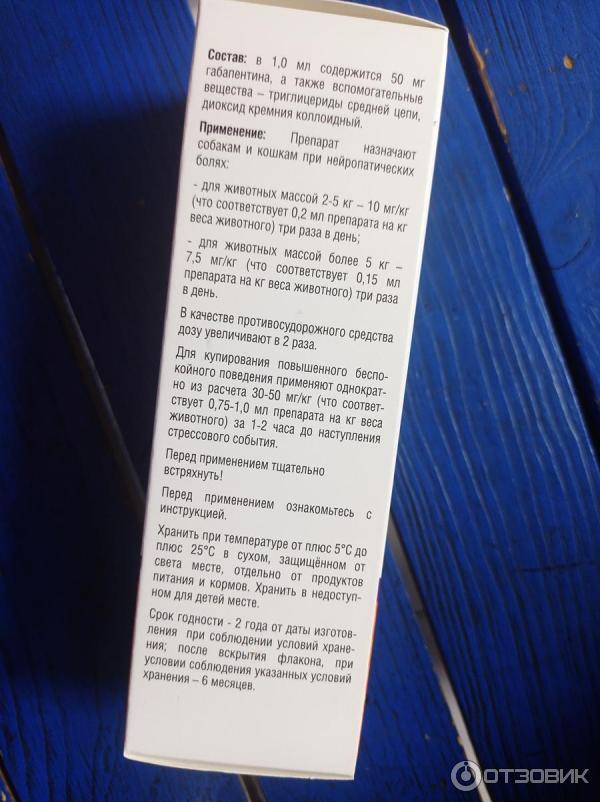 Состав: в 1,0 мл содержится 50 мг
габапентина, а также вспомогательные
вещества – триглицериды средней цепи,
диоксид кремния коллоидный.
Применение: Препарат назначают
собакам и кошкам при нейропатических
болях:
- для животных массой 2-5 кг – 10 мг/кг
(что соответствует 0,2 мл препарата на кг
веса животного) три раза в день;
- для животных массой более 5 кг –
7,5 мг/кг (что соответствует 0,15 мл
препарата на кг веса животного) три раза
в день.
В качестве противосудорожного средства
дозу увеличивают в 2 раза.
Для купирования повышенного беспо-
койного поведения применяют однократ-
но из расчета 30-50 мг/кг (что соответ-
ствует 0,75-1,0 мл препарата на кг веса
животного) за 1-2 часа до наступления
стрессового события.
Перед применением тщательно
встряхнуть!
Перед применением ознакомьтесь с
инструкцией.
Хранить при температуре от плюс 5°С до
плюс 25°С в сухом, защищённом от
света месте, отдельно от продуктов
питания и кормов. Хранить в недоступ-
ном для детей месте.
Срок годности - 2 года от даты изготов-
ления при соблюдении условий хране-
ния; после вскрытия флакона, при
условии соблюдения указанных условий
хранения – 6 месяцев.
ОТЗОВИК